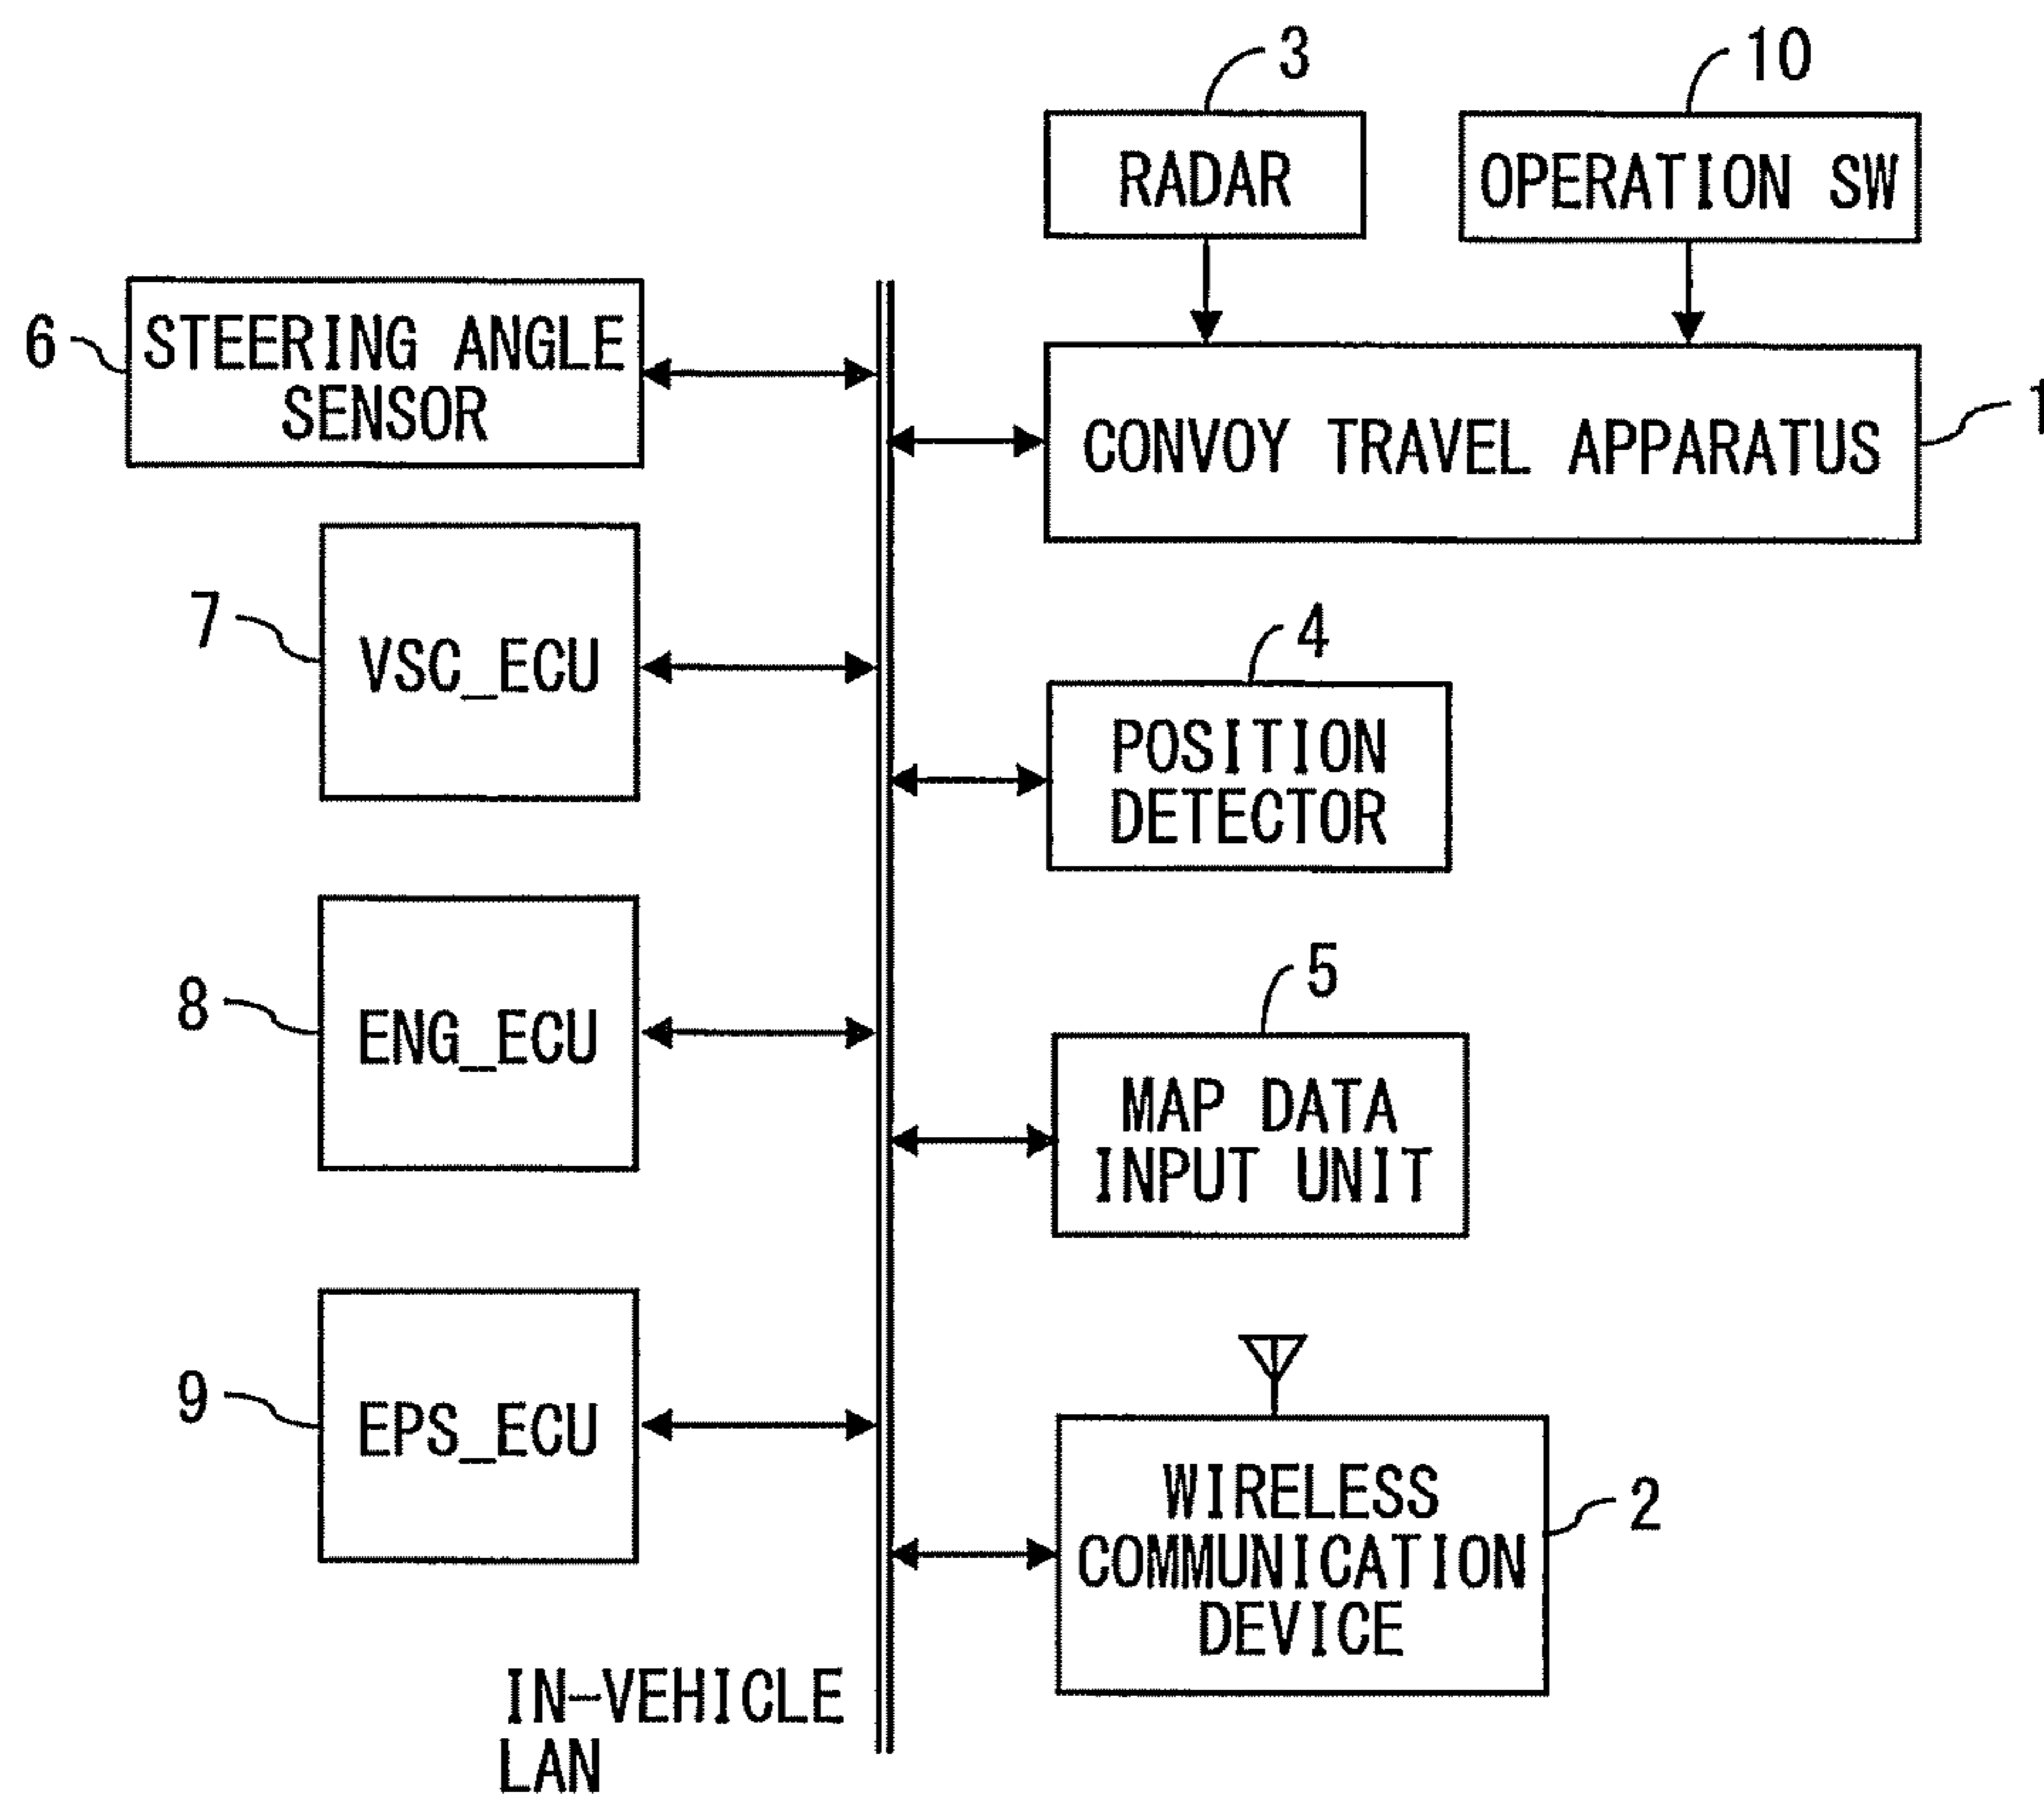 3
10
RADAR
OPERATION SW
6
STEERING ANGLE
SENSOR
CONVOY TRAVEL APPARATUS
1
7
VSC_ECU
4
POSITION
DETECTOR
8
ENG_ECU
5
MAP DATA
INPUT UNIT
9
EPS_ECU
WIRELESS
COMMUNICATION
DEVICE
2
IN-VEHICLE
LAN